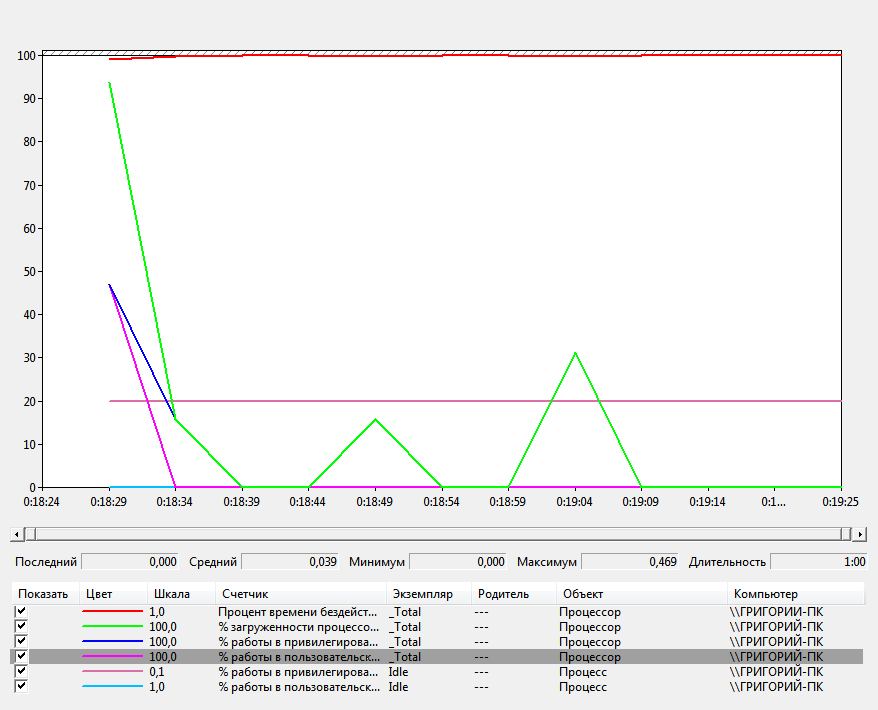 100
90
80
70
60
50
40
30
20
10
0
0:18:24 0:18:29 0:18:34 0:18:39 0:18:44 0:18:49 0:18:54 0:18:59 0:19:04 0:19:09 0:19:14 0:1... 0:19:25
Последний 0,000 Средний 0,039 Минимум 0,000 Максимум 0,469 Длительность 1:00
Показать Цвет Шкала Счетчик Экземпляр Родитель Объект Компьютер
1,0 Процент времени бездейст... _Total --- Процессор \\ГРИГОРИЙ-ПК
100,0 % загруженности процессо... _Total --- Процессор \\ГРИГОРИЙ-ПК
100,0 % работы в привилегирова... _Total --- Процессор \\ГРИГОРИЙ-ПК
100,0 % работы в пользовательск... _Total --- Процессор \\ГРИГОРИЙ-ПК
0,1 % работы в привилегирова... Idle --- Процесс \\ГРИГОРИЙ-ПК
1,0 % работы в пользовательск... Idle --- Процесс \\ГРИГОРИЙ-ПК